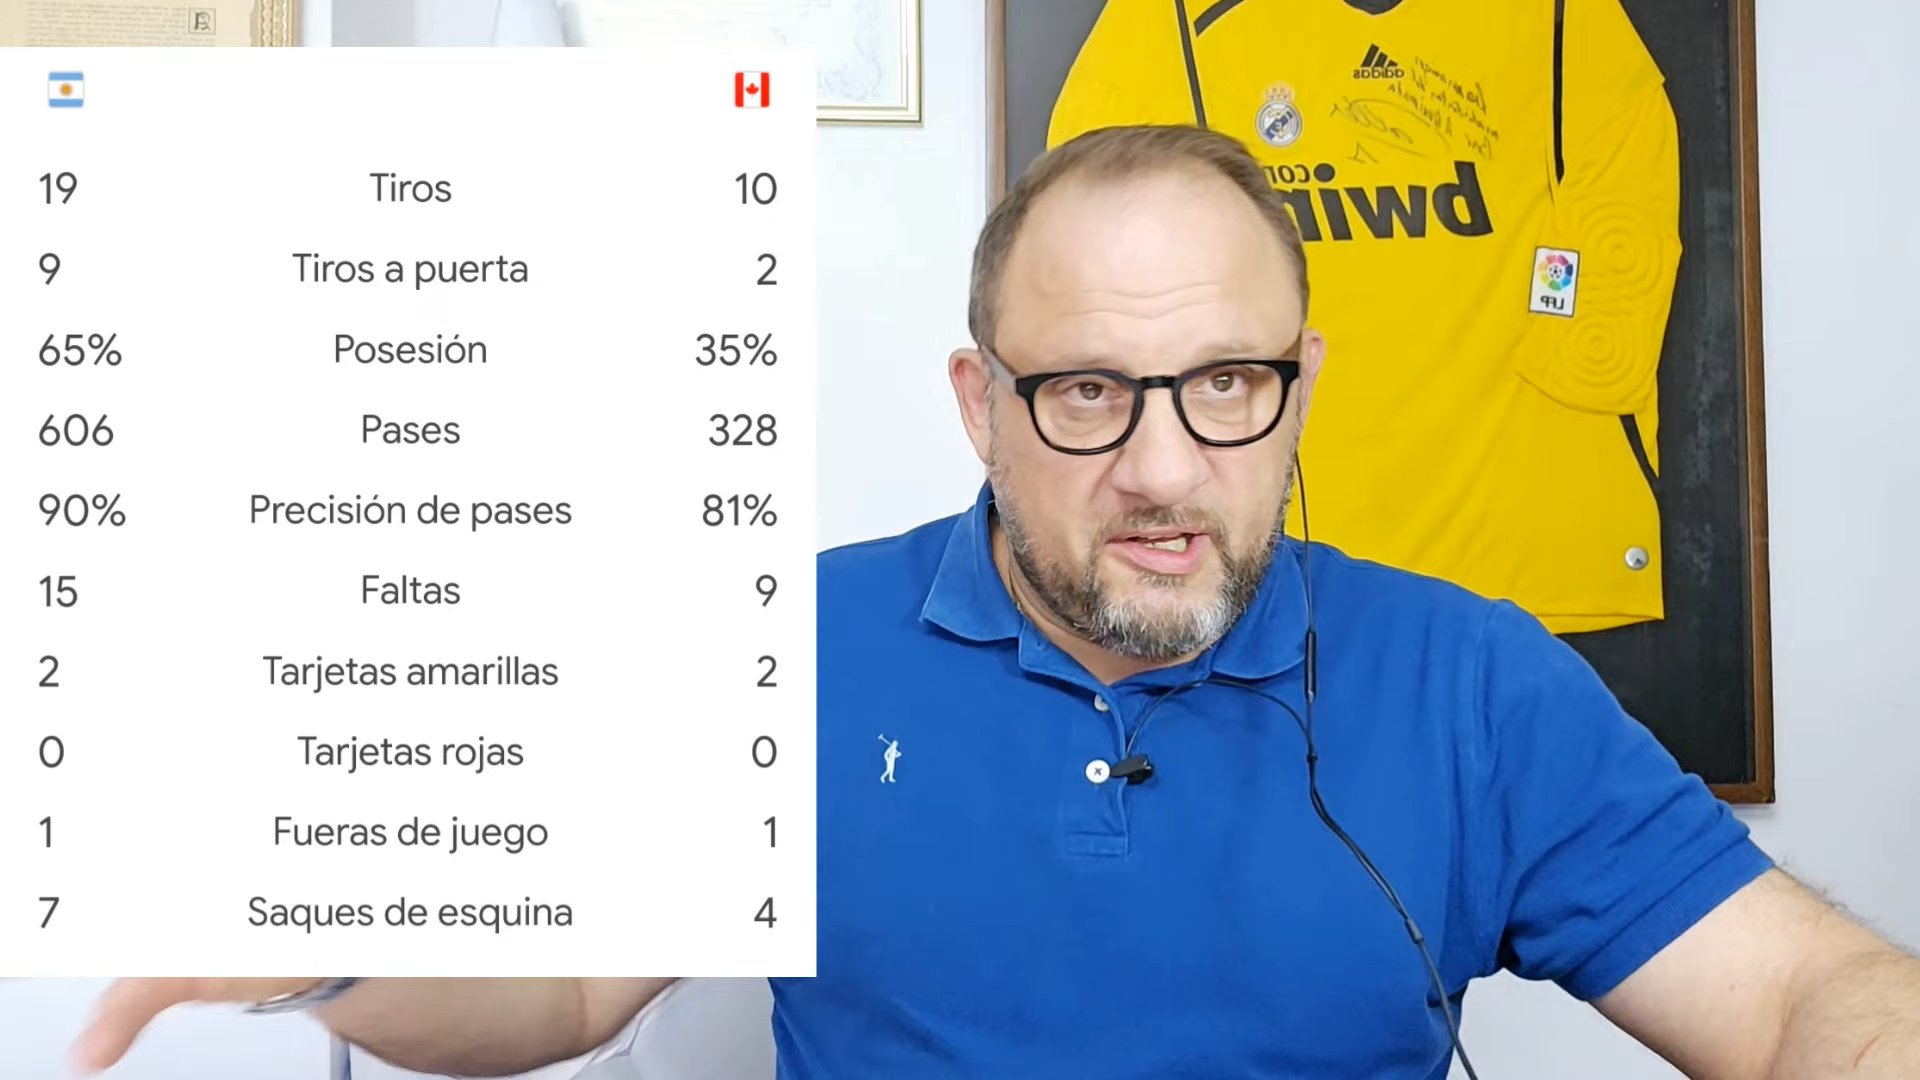 19 Tiros 10
9 Tiros a puerta 2
65% Posesión 35%
606 Pases 328
90% Precisión de pases 81%
15 Faltas 9
2 Tarjetas amarillas 2
0 Tarjetas rojas 0
1 Fueras de juego 1
7 Saques de esquina 4
adidas
bwin
LFP